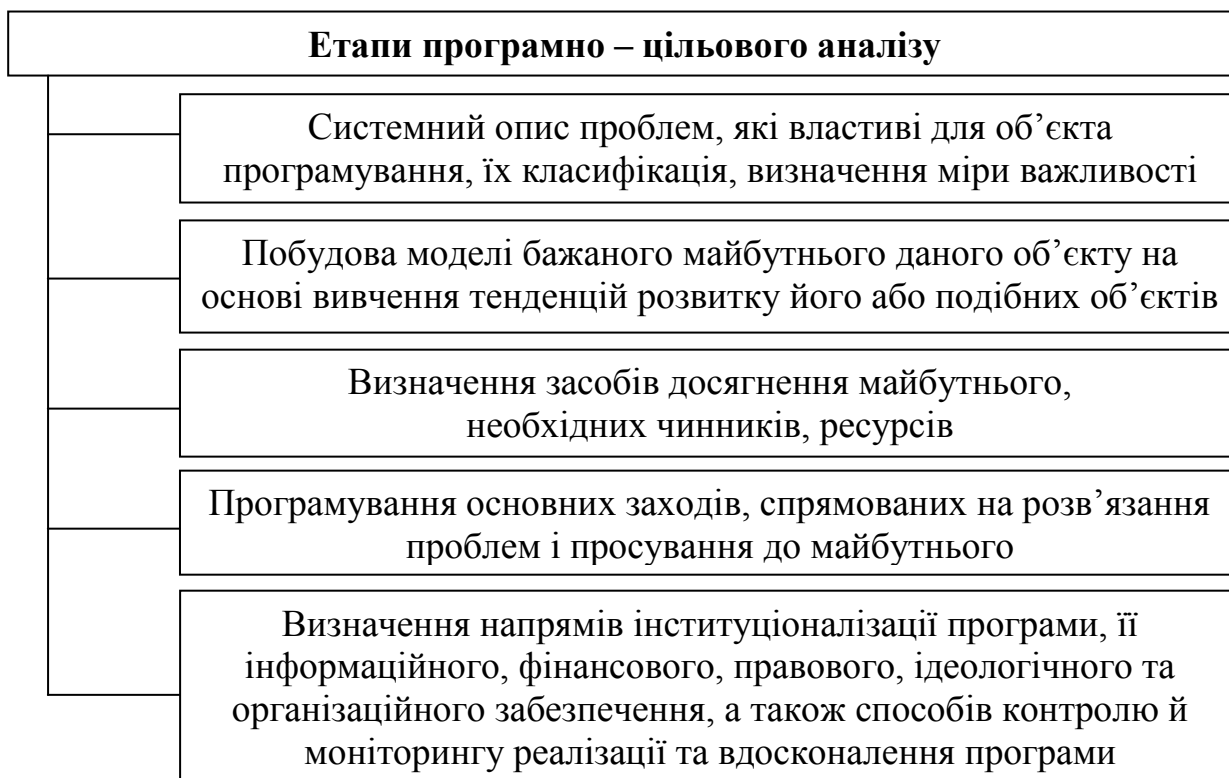 Етапи програмно – цільового аналізу
Системний опис проблем, які властиві для об’єкта
програмування, їх класифікація, визначення міри важливості
Побудова моделі бажаного майбутнього даного об’єкту на
основі вивчення тенденцій розвитку його або подібних об’єктів
Визначення засобів досягнення майбутнього,
необхідних чинників, ресурсів
Програмування основних заходів, спрямованих на розв’язання
проблем і просування до майбутнього
Визначення напрямів інституціоналізації програми, її
інформаційного, фінансового, правового, ідеологічного та
організаційного забезпечення, а також способів контролю й
моніторингу реалізації та вдосконалення програми